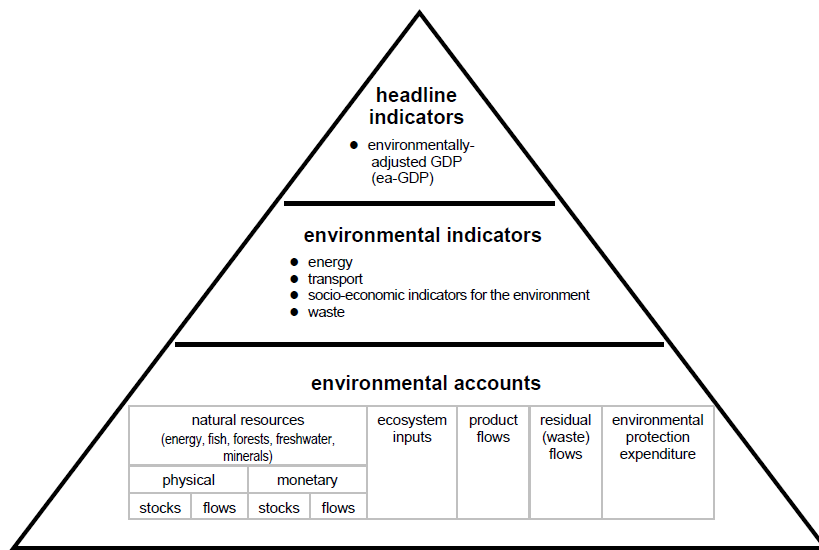 headline
indicators
● environmentally-
adjusted GDP
(ea-GDP)
environmental indicators
● energy
● transport
● socio-economic indicators for the environment
● waste
environmental accounts
natural resources
(energy, fish, forests, freshwater,
minerals)
physical
monetary
stocks
flows
stocks
flows
ecosystem
inputs
product
flows
residual
(waste)
flows
environmental
protection
expenditure